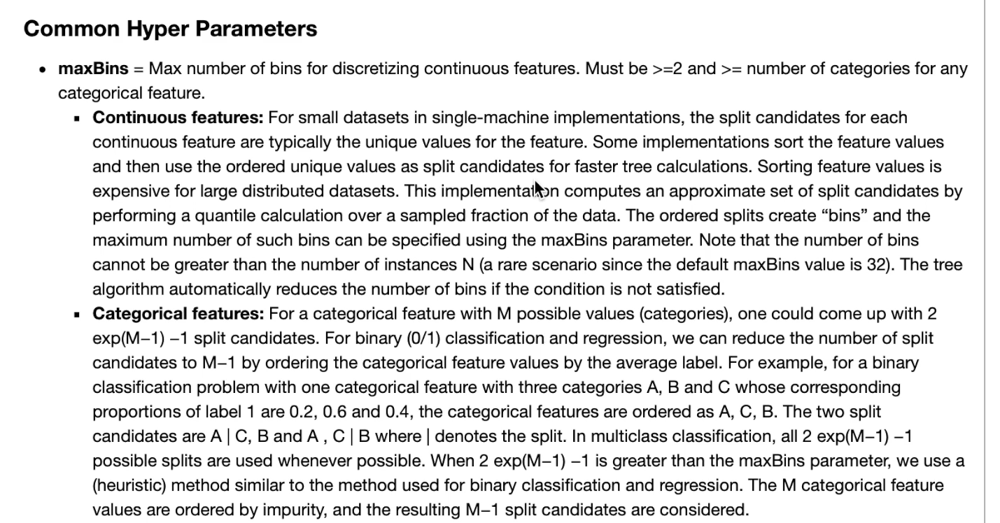 Common Hyper Parameters
• maxBins = Max number of bins for discretizing continuous features. Must be >=2 and >= number of categories for any
categorical feature.
▪ Continuous features: For small datasets in single-machine implementations, the split candidates for each
continuous feature are typically the unique values for the feature. Some implementations sort the feature values
and then use the ordered unique values as split candidates for faster tree calculations. Sorting feature values is
expensive for large distributed datasets. This implementation computes an approximate set of split candidates by
performing a quantile calculation over a sampled fraction of the data. The ordered splits create “bins” and the
maximum number of such bins can be specified using the maxBins parameter. Note that the number of bins
cannot be greater than the number of instances N (a rare scenario since the default maxBins value is 32). The tree
algorithm automatically reduces the number of bins if the condition is not satisfied.
▪ Categorical features: For a categorical feature with M possible values (categories), one could come up with 2
exp(M−1) −1 split candidates. For binary (0/1) classification and regression, we can reduce the number of split
candidates to M−1 by ordering the categorical feature values by the average label. For example, for a binary
classification problem with one categorical feature with three categories A, B and C whose corresponding
proportions of label 1 are 0.2, 0.6 and 0.4, the categorical features are ordered as A, C, B. The two split
candidates are A | C, B and A , C | B where | denotes the split. In multiclass classification, all 2 exp(M−1) −1
possible splits are used whenever possible. When 2 exp(M−1) −1 is greater than the maxBins parameter, we use a
(heuristic) method similar to the method used for binary classification and regression. The M categorical feature
values are ordered by impurity, and the resulting M−1 split candidates are considered.